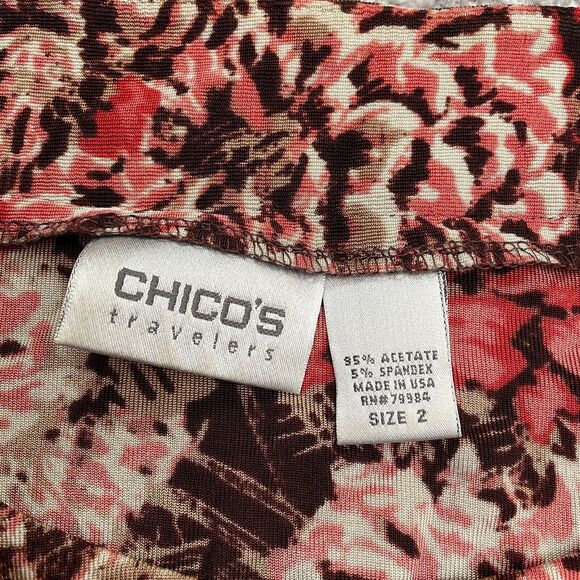 CHICO'S
travelers
95% ACETATE
5% SPANDEX
MADE IN USA
RN# 79984
SIZE 2